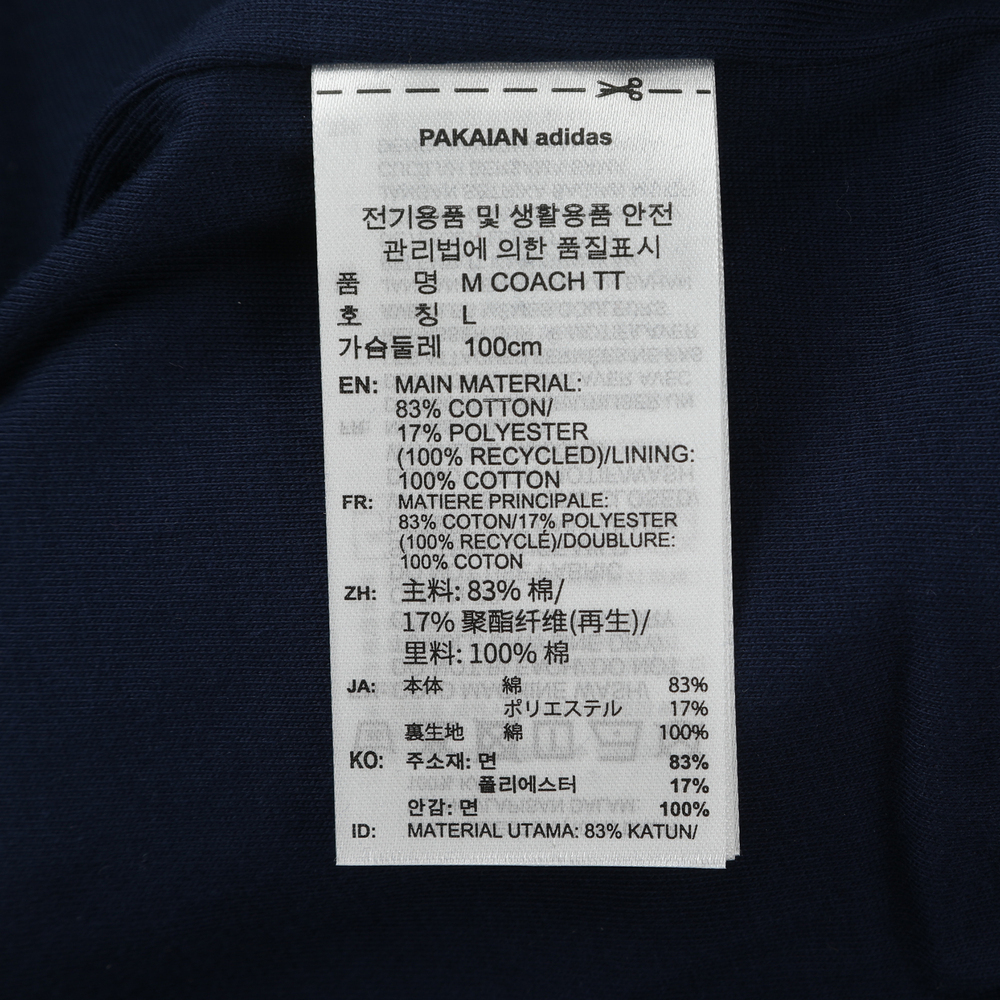 PAKAIAN adidas
전기용품 및 생활용품 안전
관리법에 의한 품질표시
품 명 M COACH TT
호 칭 L
가슴둘레 100cm
EN: MAIN MATERIAL:
83% COTTON/
17% POLYESTER
(100% RECYCLED)/LINING:
100% COTTON
FR: MATIERE PRINCIPALE:
83% COTON/17% POLYESTER
(100% RECYCLÉ)/DOUBLURE:
100% COTON
ZH: 主料: 83% 棉/
17% 聚酯纤维(再生)/
里料: 100% 棉
JA: 本体 綿 83%
ポリエステル 17%
裏生地 綿 100%
KO: 주소재: 면 83%
폴리에스터 17%
안감: 면 100%
ID: MATERIAL UTAMA: 83% KATUN/